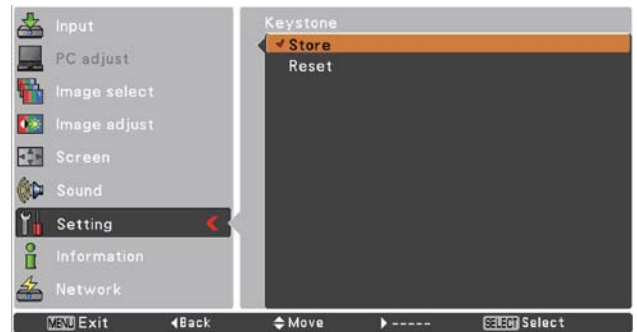 Input
PC adjust
Image select
Image adjust
Screen
Sound
Setting
Information
Network
Keystone
Store
Reset
MENU Exit ◀Back Move ▶ ----- SELECT Select